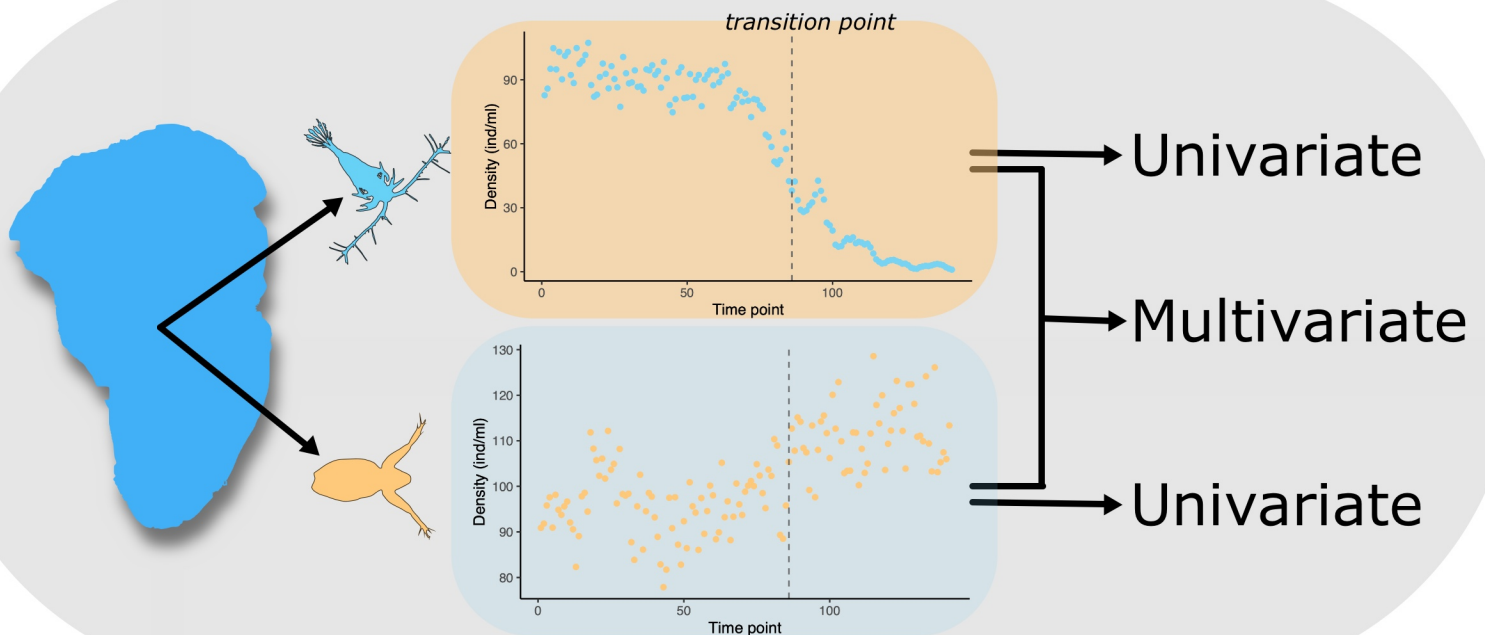 transition point
Density (ind/ml)
90
60
30
0
0
50
100
Time point
Univariate
Multivariate
Density (ind/ml)
130
120
110
100
90
80
0
50
100
Time point
Univariate